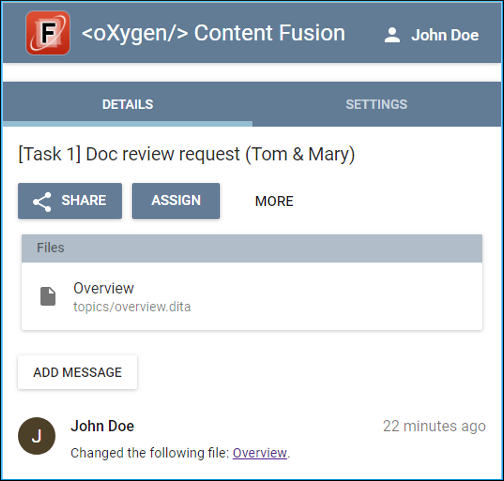 F <oXygen/> Content Fusion John Doe
DETAILS SETTINGS
[Task 1] Doc review request (Tom & Mary)
SHARE ASSIGN MORE
Files
Overview
topics/overview.dita
ADD MESSAGE
J John Doe 22 minutes ago
Changed the following file: Overview.